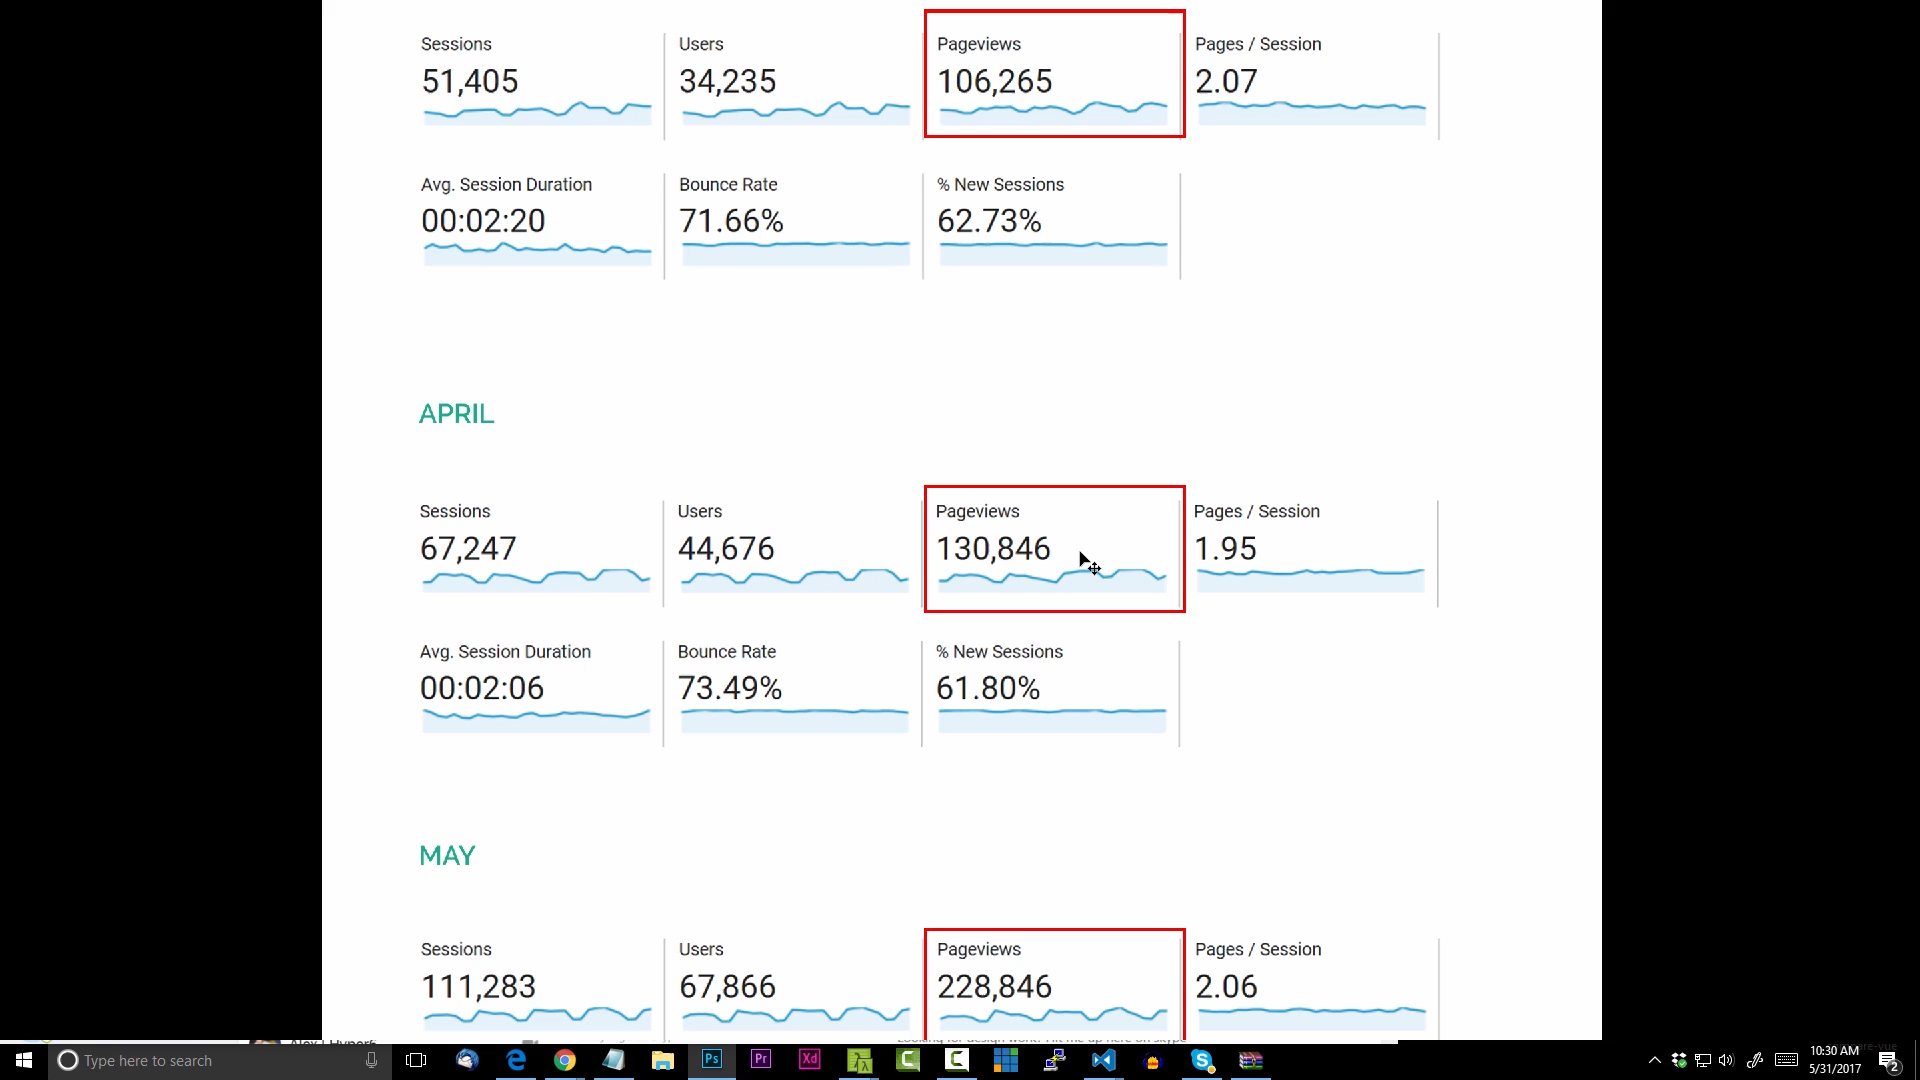 Sessions Users Pageviews Pages / Session
51,405 34,235 106,265 2.07
Avg. Session Duration Bounce Rate % New Sessions
00:02:20 71.66% 62.73%
APRIL
Sessions Users Pageviews Pages / Session
67,247 44,676 130,846 1.95
Avg. Session Duration Bounce Rate % New Sessions
00:02:06 73.49% 61.80%
MAY
Sessions Users Pageviews Pages / Session
111,283 67,866 228,846 2.06
Type here to search Ps Pr Xd 10:30 AM
5/31/2017 2